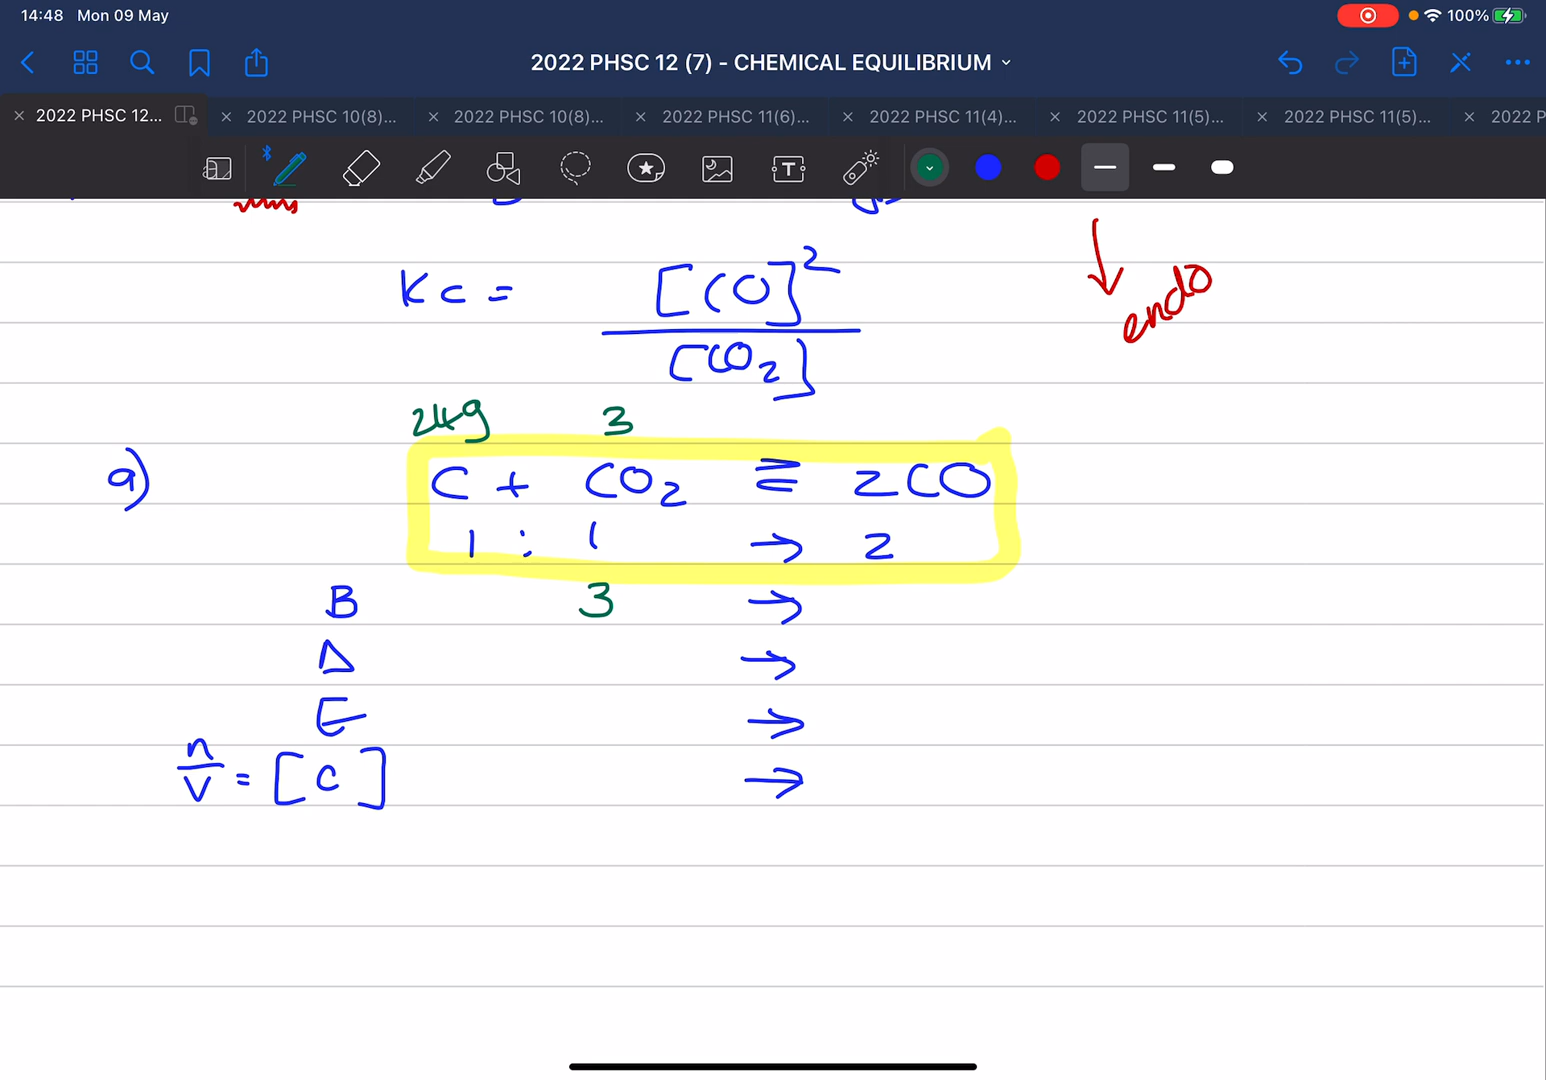 14:48 Mon 09 May 100%
2022 PHSC 12 (7) - CHEMICAL EQUILIBRIUM
2022 PHSC 12... 2022 PHSC 10(8)... 2022 PHSC 10(8)... 2022 PHSC 11(6)... 2022 PHSC 11(4)... 2022 PHSC 11(5)... 2022 PHSC 11(5)... 2022 P
T
Kc = [CO]²
[CO₂]
endo
24g 3
a) C + CO₂ ⇌ 2CO
1 : 1 → 2
B 3 →
Δ →
E →
n/V = [C] →